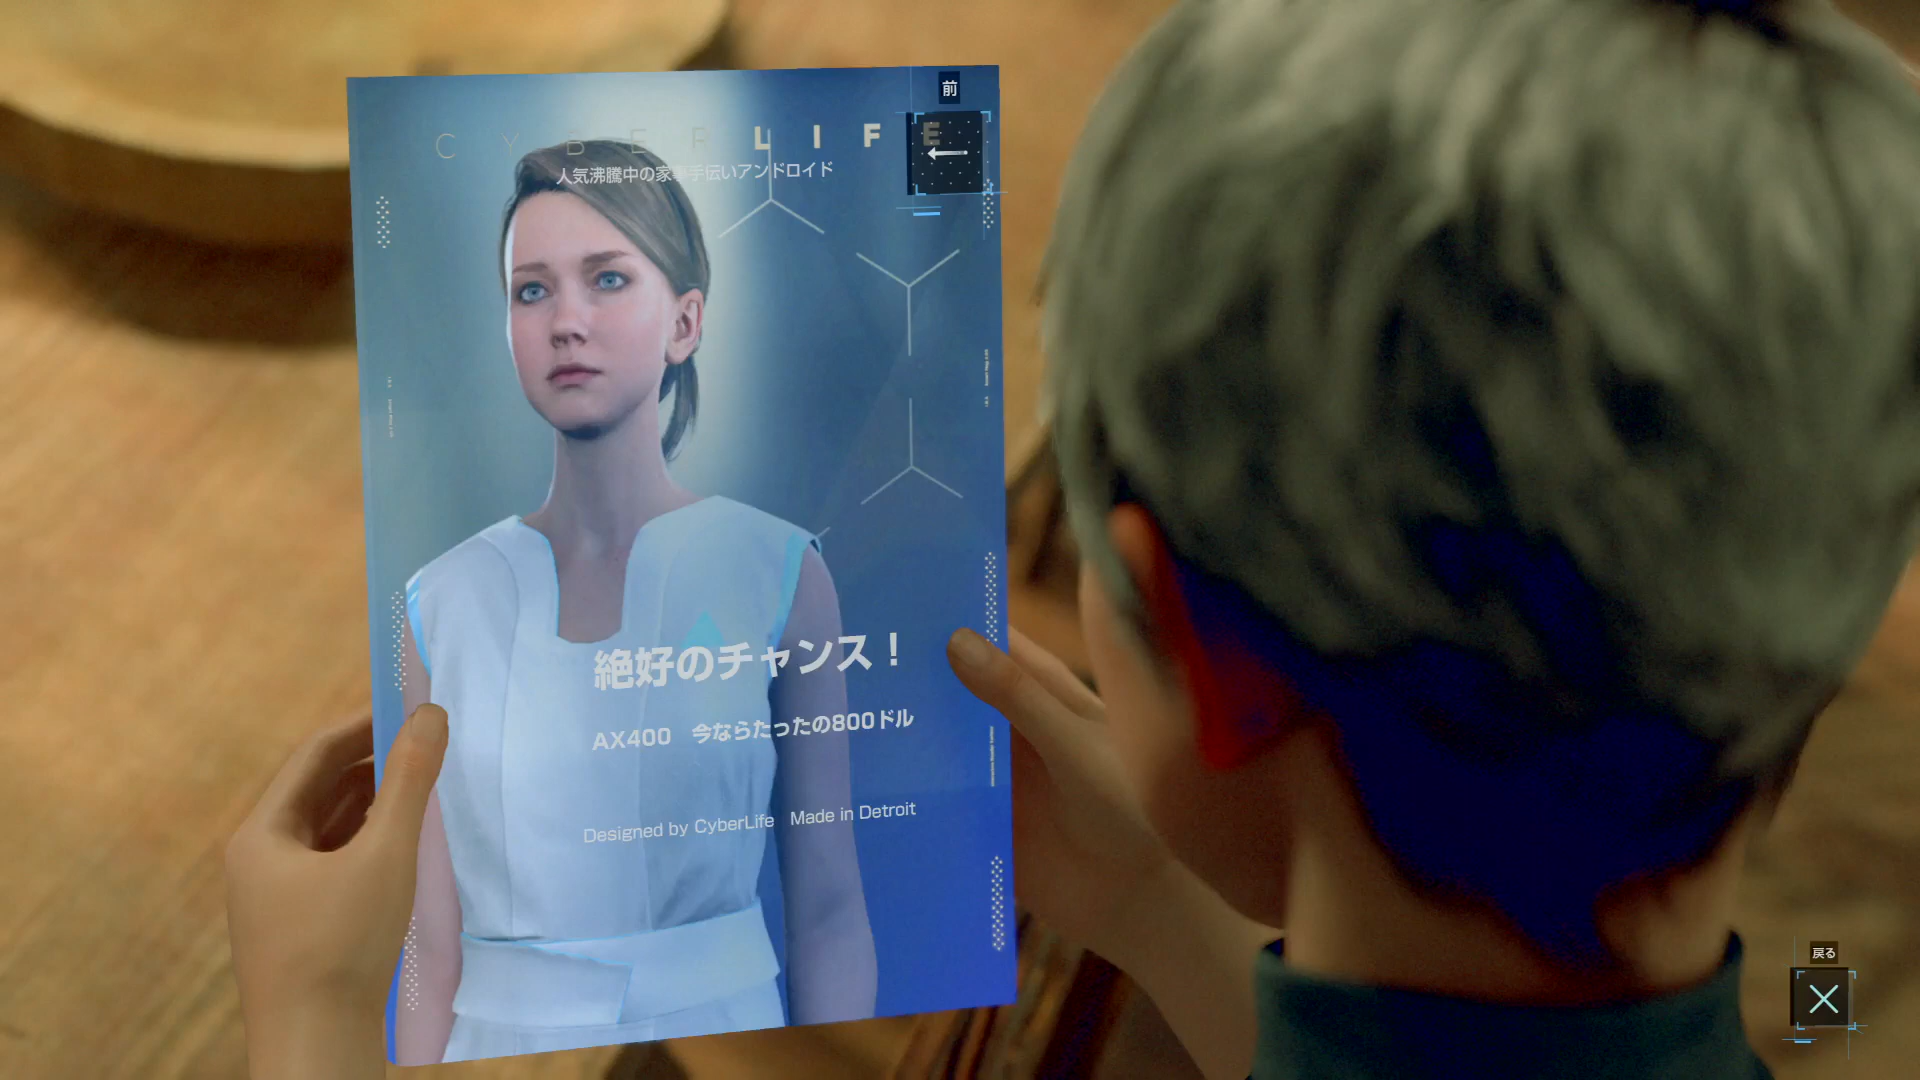 前
CYBERLIFE
人気沸騰中の家事手伝いアンドロイド
絶好のチャンス！
AX400 今ならたったの800ドル
Designed by CyberLife Made in Detroit
戻る